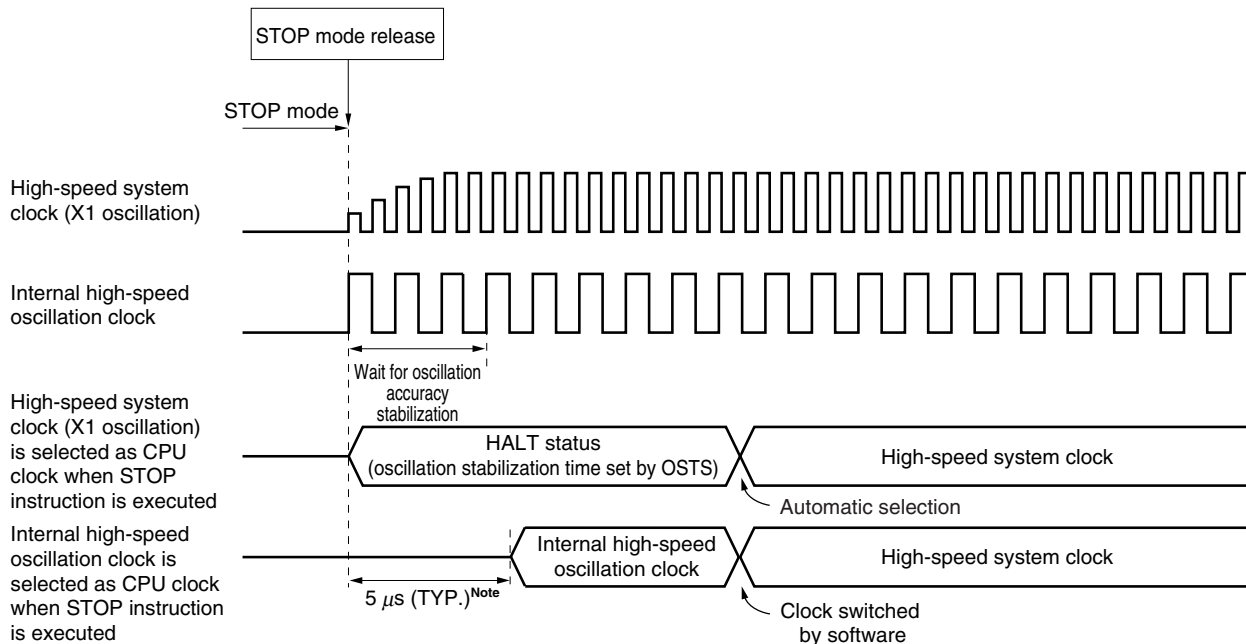 STOP mode release
STOP mode
High-speed system
clock (X1 oscillation)
Internal high-speed
oscillation clock
Wait for oscillation
accuracy
stabilization
High-speed system
clock (X1 oscillation)
is selected as CPU
clock when STOP
instruction is executed
HALT status
(oscillation stabilization time set by OSTS)
High-speed system clock
Automatic selection
Internal high-speed
oscillation clock is
selected as CPU clock
when STOP instruction
is executed
Internal high-speed
oscillation clock
High-speed system clock
5 μs (TYP.)Note
Clock switched
by software